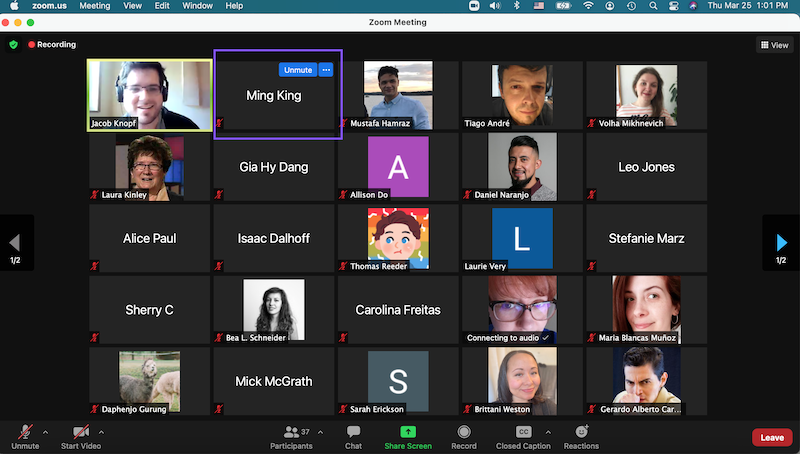 zoom.us Meeting View Edit Window Help Thu Mar 25 1:01 PM
Zoom Meeting
Recording
View
Unmute
Jacob Knopf
Ming King
Mustafa Hamraz
Tiago André
Volha Mikhnevich
Laura Kinley
Gia Hy Dang
A
Allison Do
Daniel Naranjo
Leo Jones
1/2
1/2
Alice Paul
Isaac Dalhoff
Thomas Reeder
L
Laurie Very
Stefanie Marz
Sherry C
Bea L. Schneider
Carolina Freitas
Connecting to audio
Maria Blancas Muñoz
Daphenjo Gurung
Mick McGrath
S
Sarah Erickson
Brittani Weston
Gerardo Alberto Car...
37
CC
Unmute Start Video Participants Chat Share Screen Record Closed Caption Reactions Leave